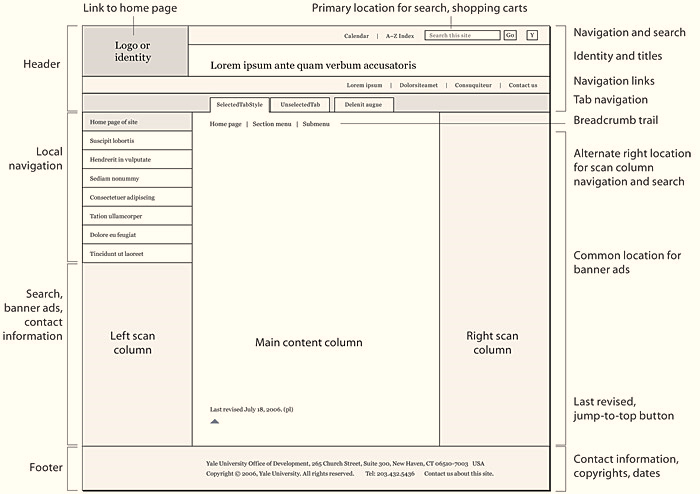 Link to home page
Primary location for search, shopping carts
Header
Logo or
identity
Calendar | A–Z Index
Search this site
Go
Y
Navigation and search
Lorem ipsum ante quam verbum accusatoris
Identity and titles
Lorem ipsum | Dolorsiteamet | Consuquiteur | Contact us
Navigation links
SelectedTabStyle
UnselectedTab
Delenit augue
Tab navigation
Home page | Section menu | Submenu
Breadcrumb trail
Local
navigation
Home page of site
Suscipit lobortis
Hendrerit in vulputate
Sediam nonummy
Consectetuer adipiscing
Tation ullamcorper
Dolore eu feugiat
Tincidunt ut laoreet
Alternate right location
for scan column
navigation and search
Common location for
banner ads
Search,
banner ads,
contact
information
Left scan
column
Main content column
Right scan
column
Last revised July 18, 2006. (pl)
Last revised,
jump-to-top button
Footer
Yale University Office of Development, 265 Church Street, Suite 300, New Haven, CT 06510-7003 USA
Copyright © 2006, Yale University. All rights reserved. Tel: 203.432.5436 Contact us about this site.
Contact information,
copyrights, dates